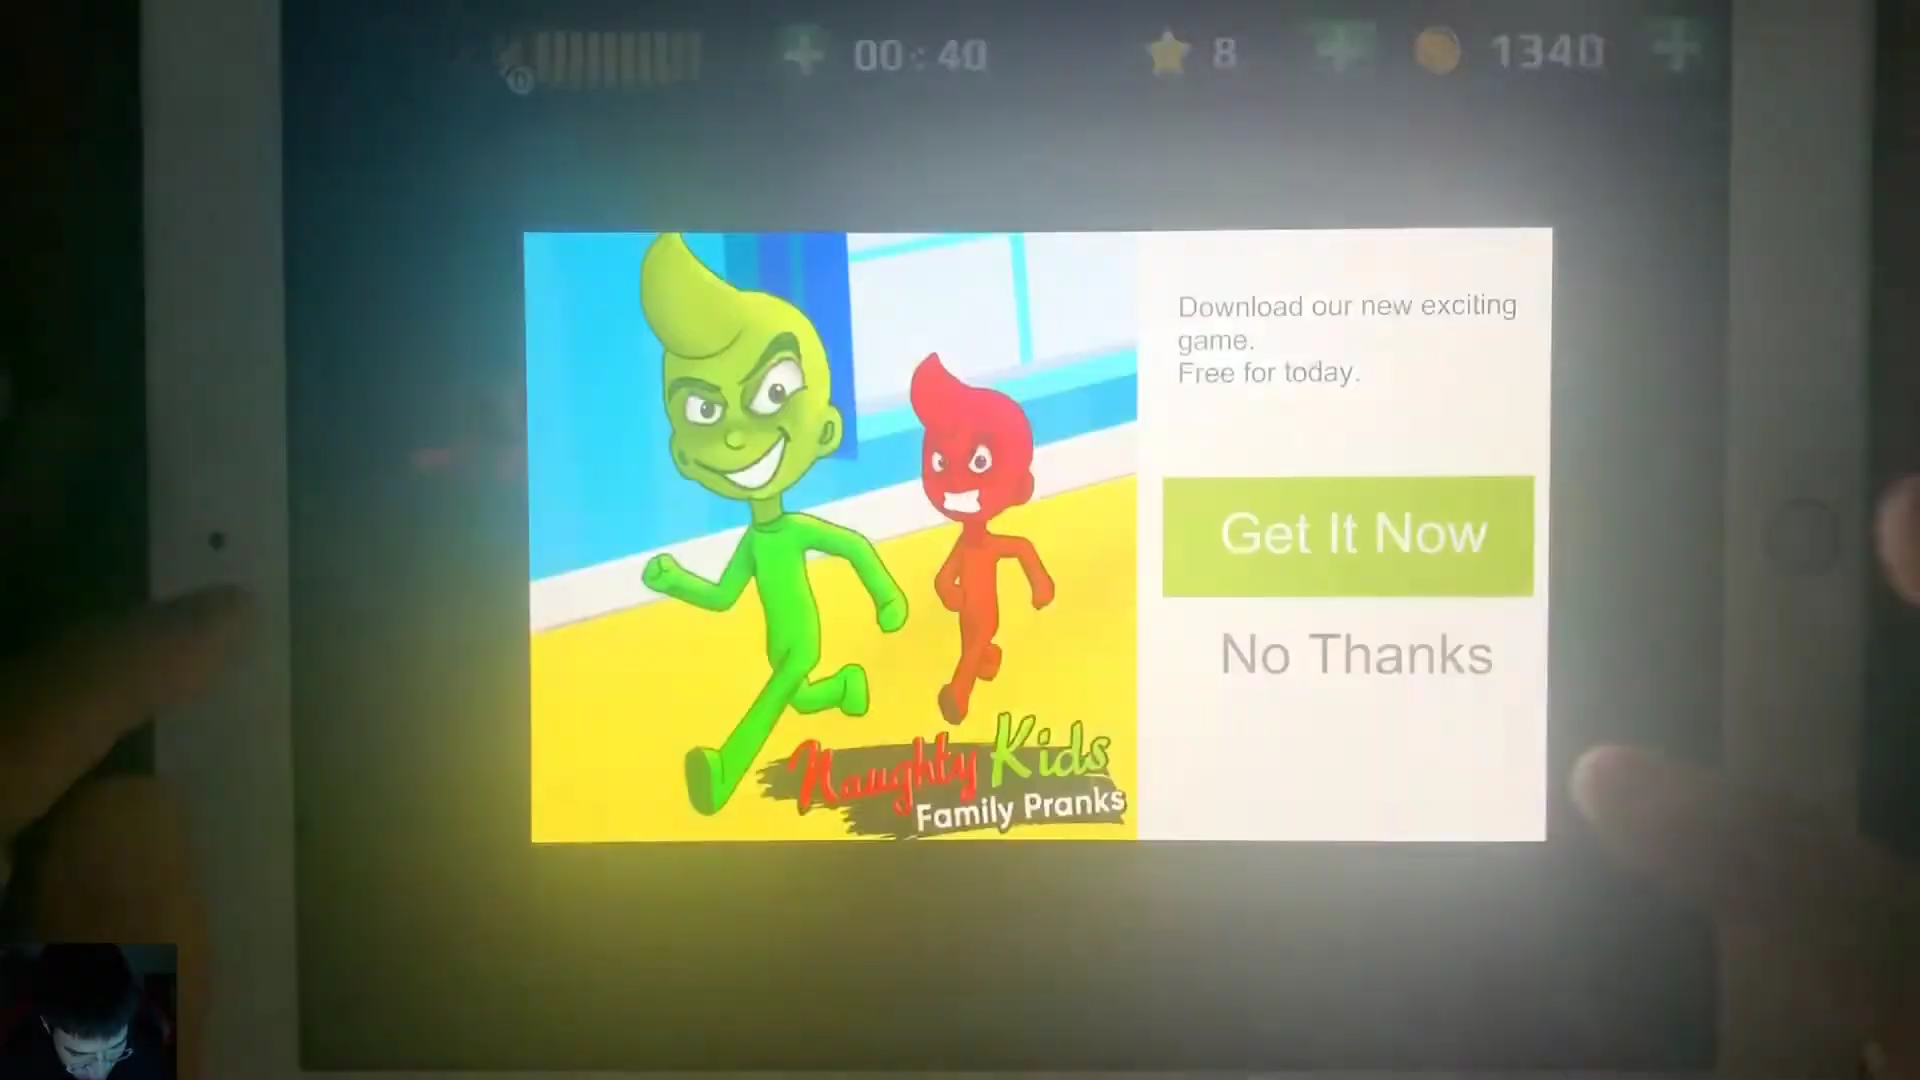 00:40
8
1340
Download our new exciting
game.
Free for today.
Get It Now
No Thanks
Naughty Kids
Family Pranks